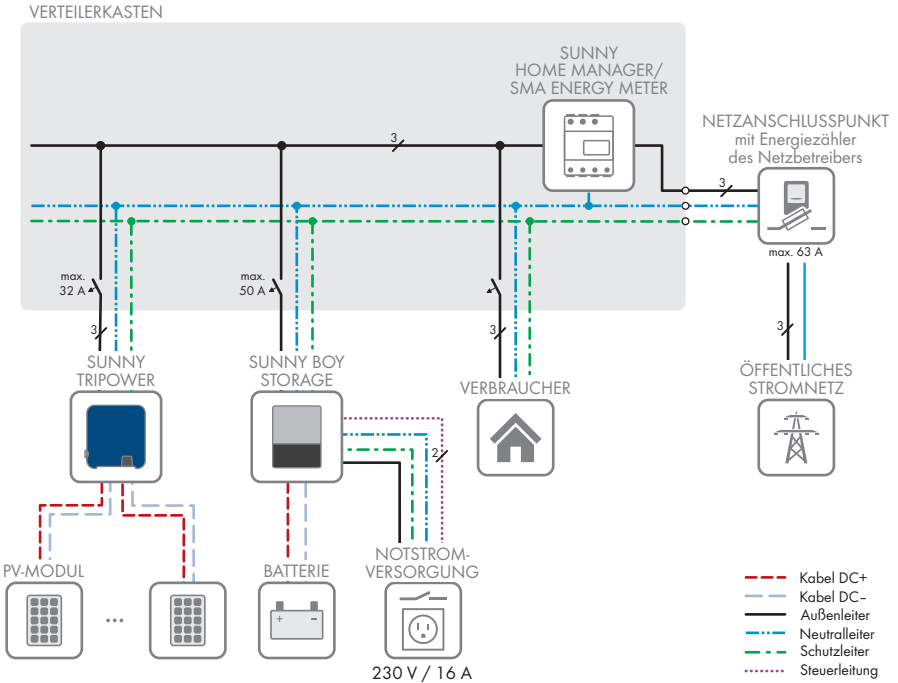 VERTEILERKASTEN
SUNNY
HOME MANAGER/
SMA ENERGY METER
NETZANSCHLUSSPUNKT
mit Energiezähler
des Netzbetreibers
3
3
max. 63 A
max.
32 A
max.
50 A
3
3
3
SUNNY
TRIPOWER
SUNNY BOY
STORAGE
VERBRAUCHER
ÖFFENTLICHES
STROMNETZ
2
PV-MODUL
...
BATTERIE
+ −
NOTSTROM-
VERSORGUNG
230 V / 16 A
Kabel DC+
Kabel DC−
Außenleiter
Neutralleiter
Schutzleiter
Steuerleitung